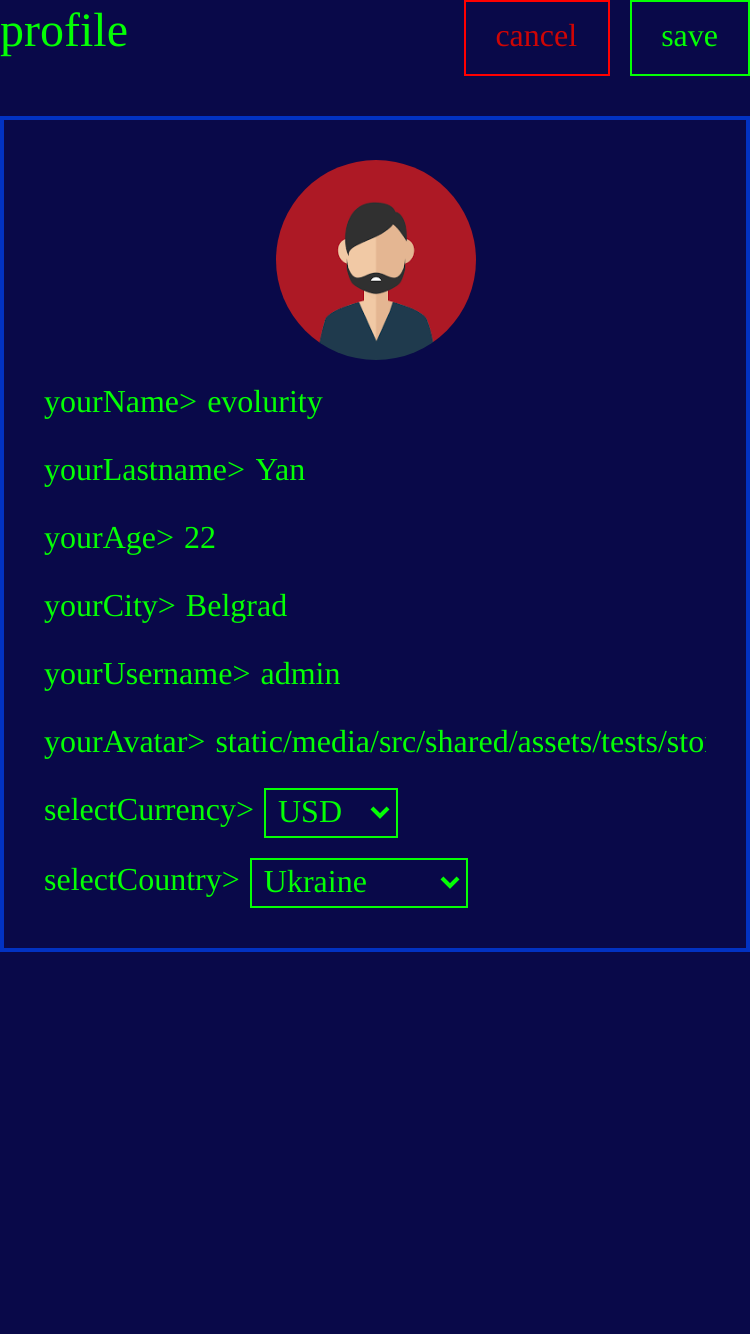 profile
cancel
save
yourName> evolurity
yourLastname> Yan
yourAge> 22
yourCity> Belgrad
yourUsername> admin
yourAvatar> static/media/src/shared/assets/tests/sto
selectCurrency> USD
selectCountry> Ukraine